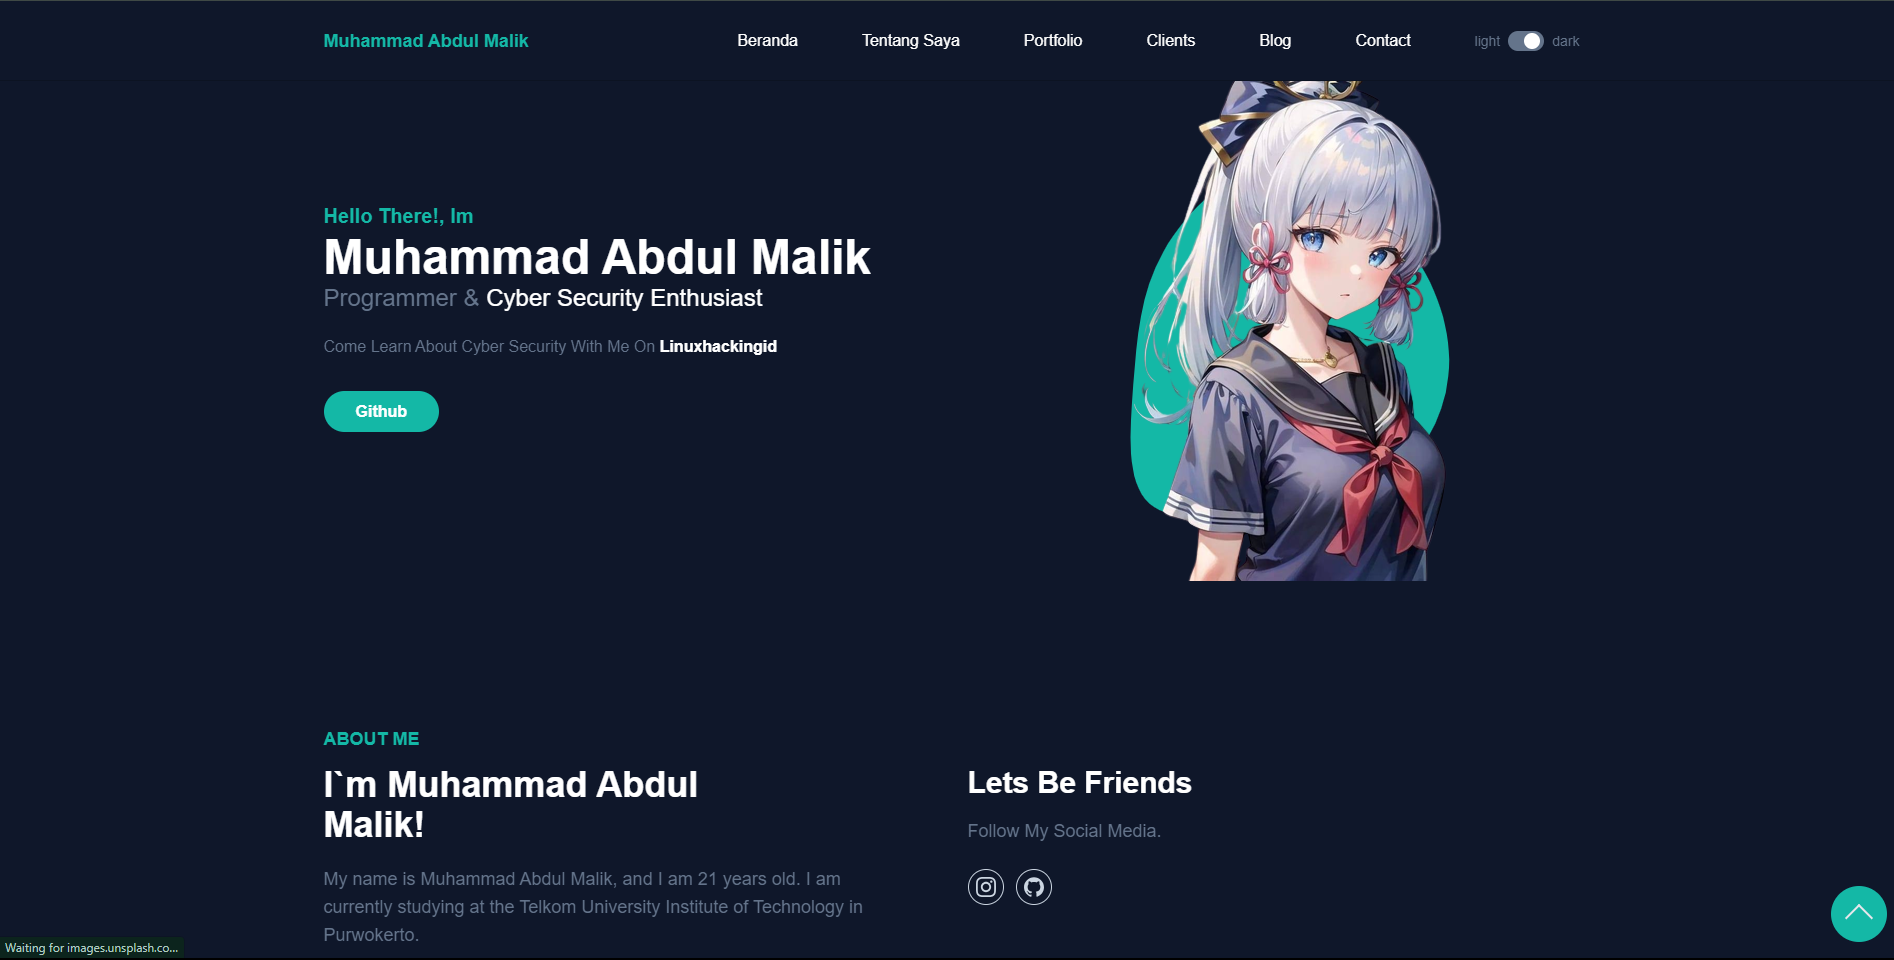 Muhammad Abdul Malik
Beranda
Tentang Saya
Portfolio
Clients
Blog
Contact
light
dark
Hello There!, Im
Muhammad Abdul Malik
Programmer & Cyber Security Enthusiast
Come Learn About Cyber Security With Me On Linuxhackingid
Github
ABOUT ME
I`m Muhammad Abdul
Malik!
My name is Muhammad Abdul Malik, and I am 21 years old. I am
currently studying at the Telkom University Institute of Technology in
Purwokerto.
Lets Be Friends
Follow My Social Media.
Waiting for images.unsplash.co...